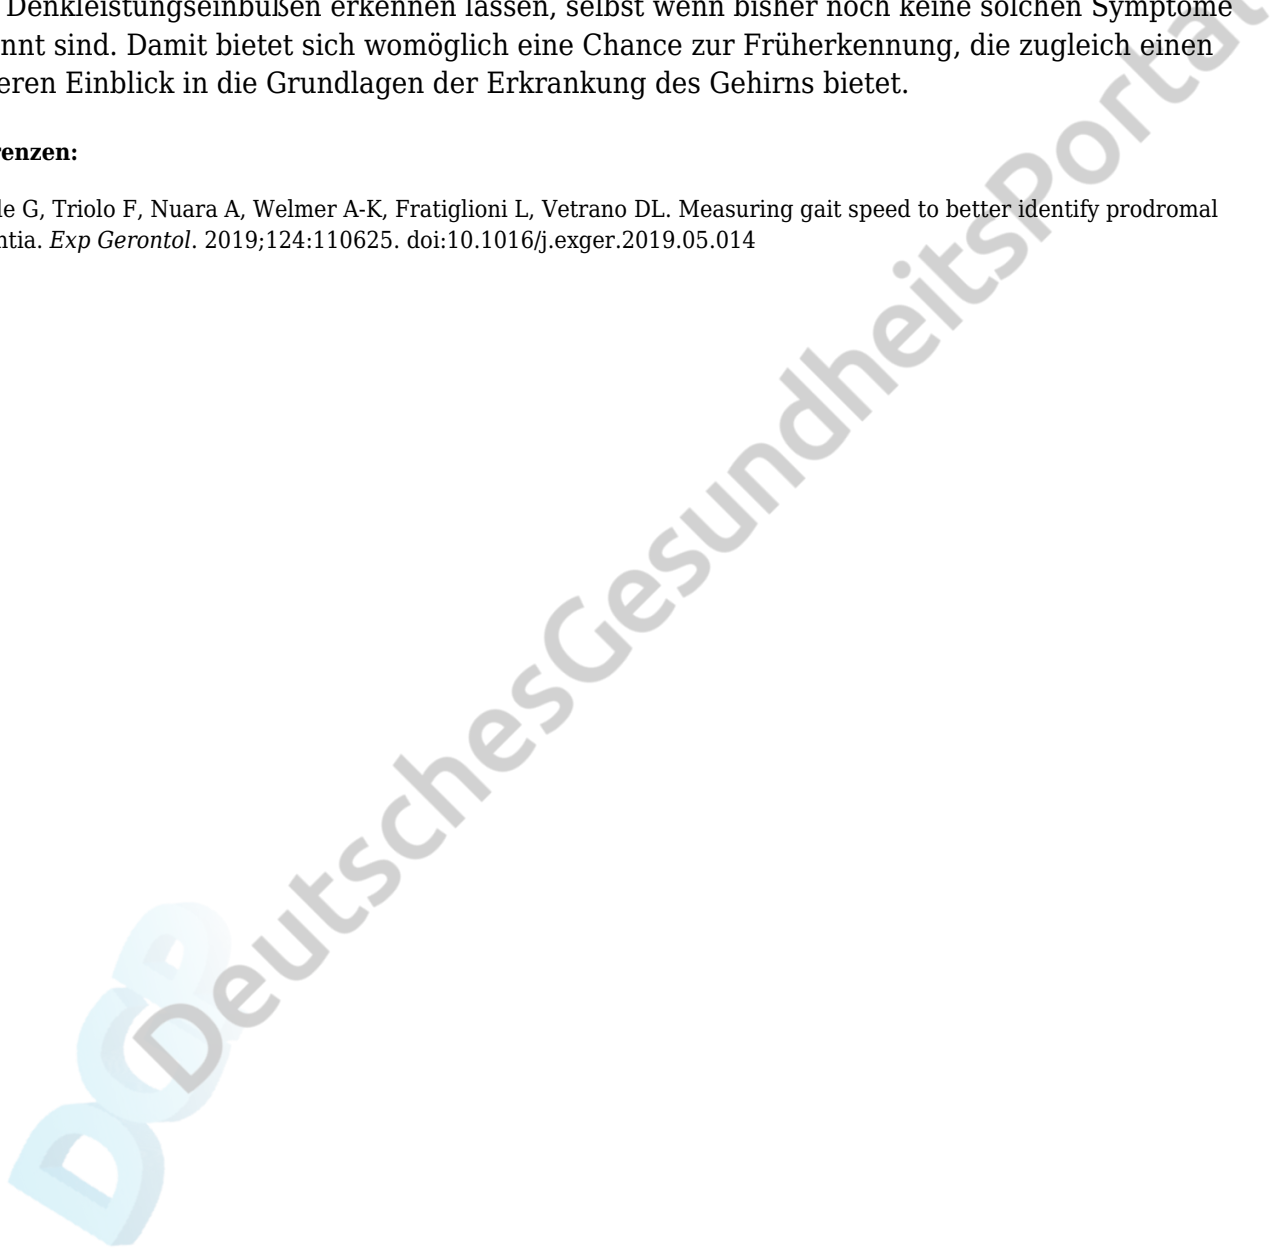 Denkleistungseinbußen erkennen lassen, selbst wenn bisher noch keine solchen Symptome
nnt sind. Damit bietet sich womöglich eine Chance zur Früherkennung, die zugleich einen
eren Einblick in die Grundlagen der Erkrankung des Gehirns bietet.
enzen:
le G, Triolo F, Nuara A, Welmer A-K, Fratiglioni L, Vetrano DL. Measuring gait speed to better identify prodromal
ntia. Exp Gerontol. 2019;124:110625. doi:10.1016/j.exger.2019.05.014
DeutschesGesundheitsPortal
DGP